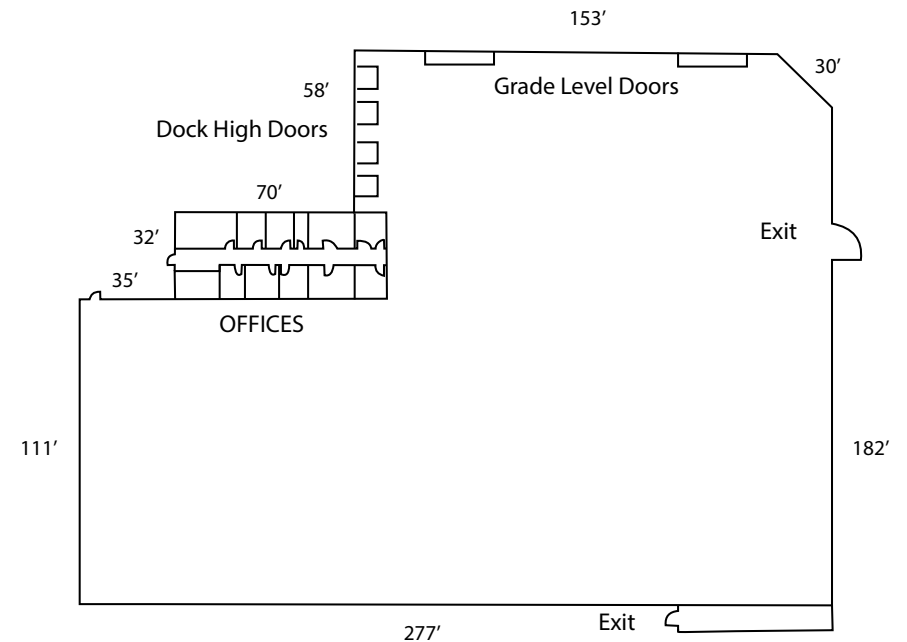 153’
30’
58’
Grade Level Doors
Dock High Doors
70’
Exit
32’
35’
OFFICES
111’
182’
Exit
277’